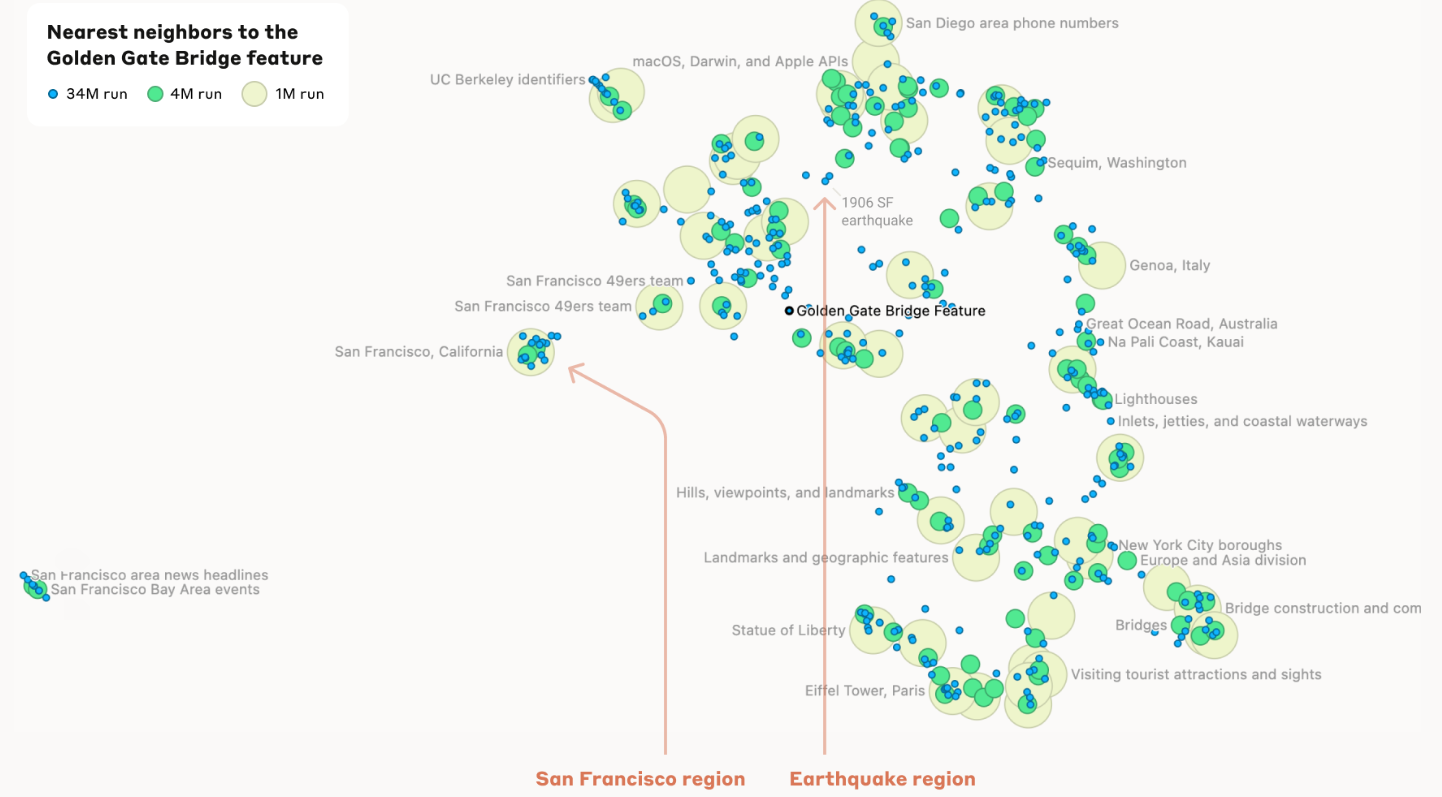 Nearest neighbors to the
Golden Gate Bridge feature
34M run
4M run
1M run
San Diego area phone numbers
macOS, Darwin, and Apple APIs
UC Berkeley identifiers
Sequim, Washington
1906 SF
earthquake
Genoa, Italy
San Francisco 49ers team
San Francisco 49ers team
Golden Gate Bridge Feature
Great Ocean Road, Australia
Na Pali Coast, Kauai
San Francisco, California
Lighthouses
Inlets, jetties, and coastal waterways
Hills, viewpoints, and landmarks
New York City boroughs
Landmarks and geographic features
Europe and Asia division
San Francisco area news headlines
San Francisco Bay Area events
Bridge construction and com
Bridges
Statue of Liberty
Visiting tourist attractions and sights
Eiffel Tower, Paris
San Francisco region
Earthquake region